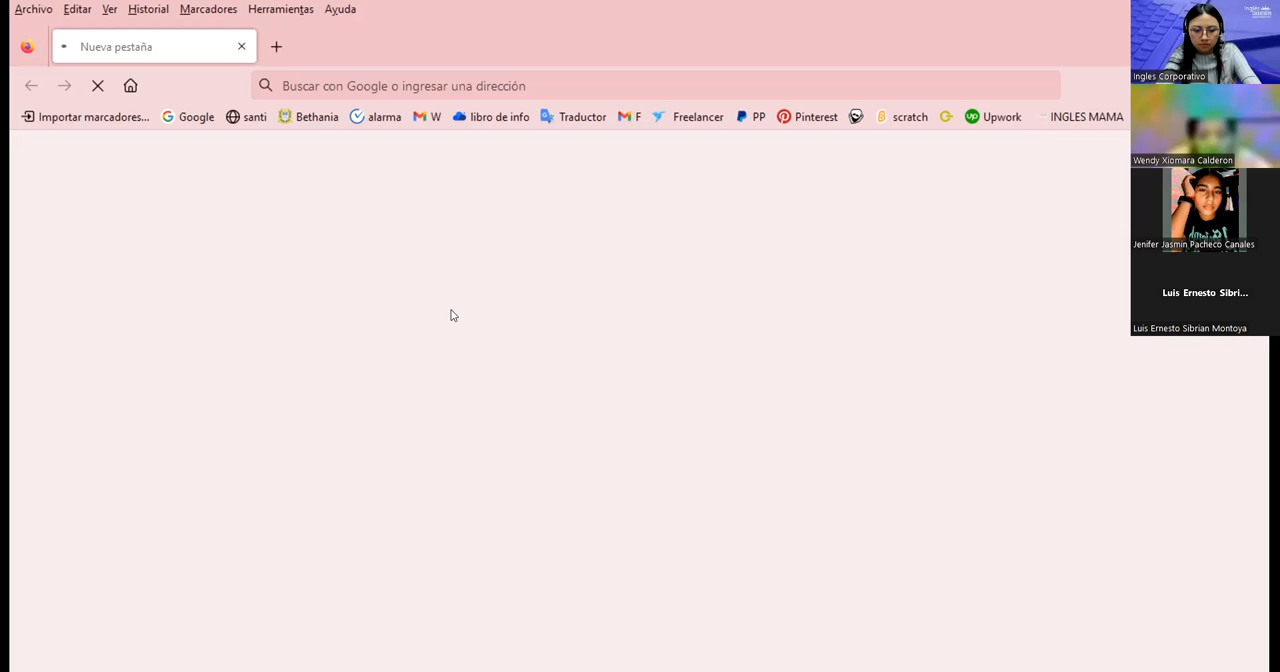 Archivo Editar Ver Historial Marcadores Herramientas Ayuda
Nueva pestaña
Buscar con Google o ingresar una dirección
Importar marcadores... Google santi Bethania alarma W libro de info Traductor F Freelancer PP Pinterest scratch Upwork INGLES MAMA
Ingles Corporativo
Wendy Xiomara Calderon
Jenifer Jasmin Pacheco Canales
Luis Ernesto Sibri...
Luis Ernesto Sibrian Montoya